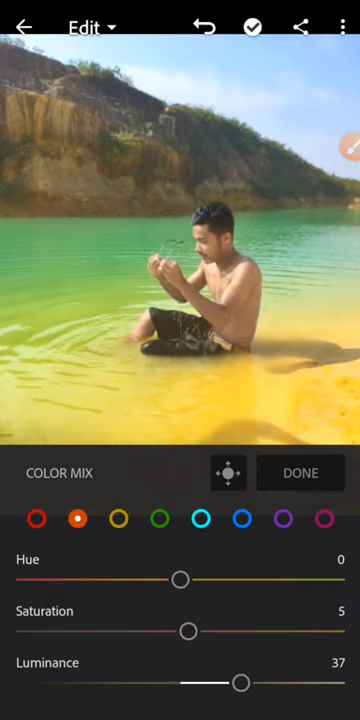 Edit
COLOR MIX
DONE
Hue 0
Saturation 5
Luminance 37